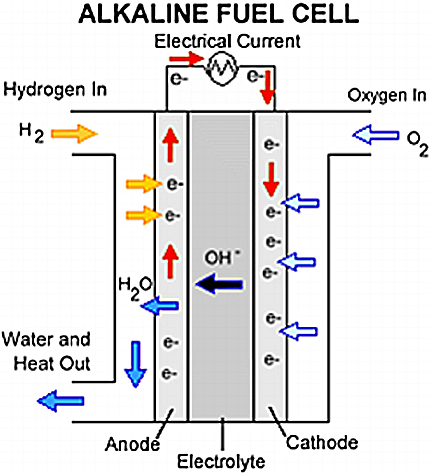 ALKALINE FUEL CELL
Electrical Current
e- e-
Hydrogen In
Oxygen In
H2
O2
e-
e-
e-
e-
e-
OH -
e-
H2O
e-
Water and
Heat Out
e-
e-
e-
Anode
Cathode
Electrolyte